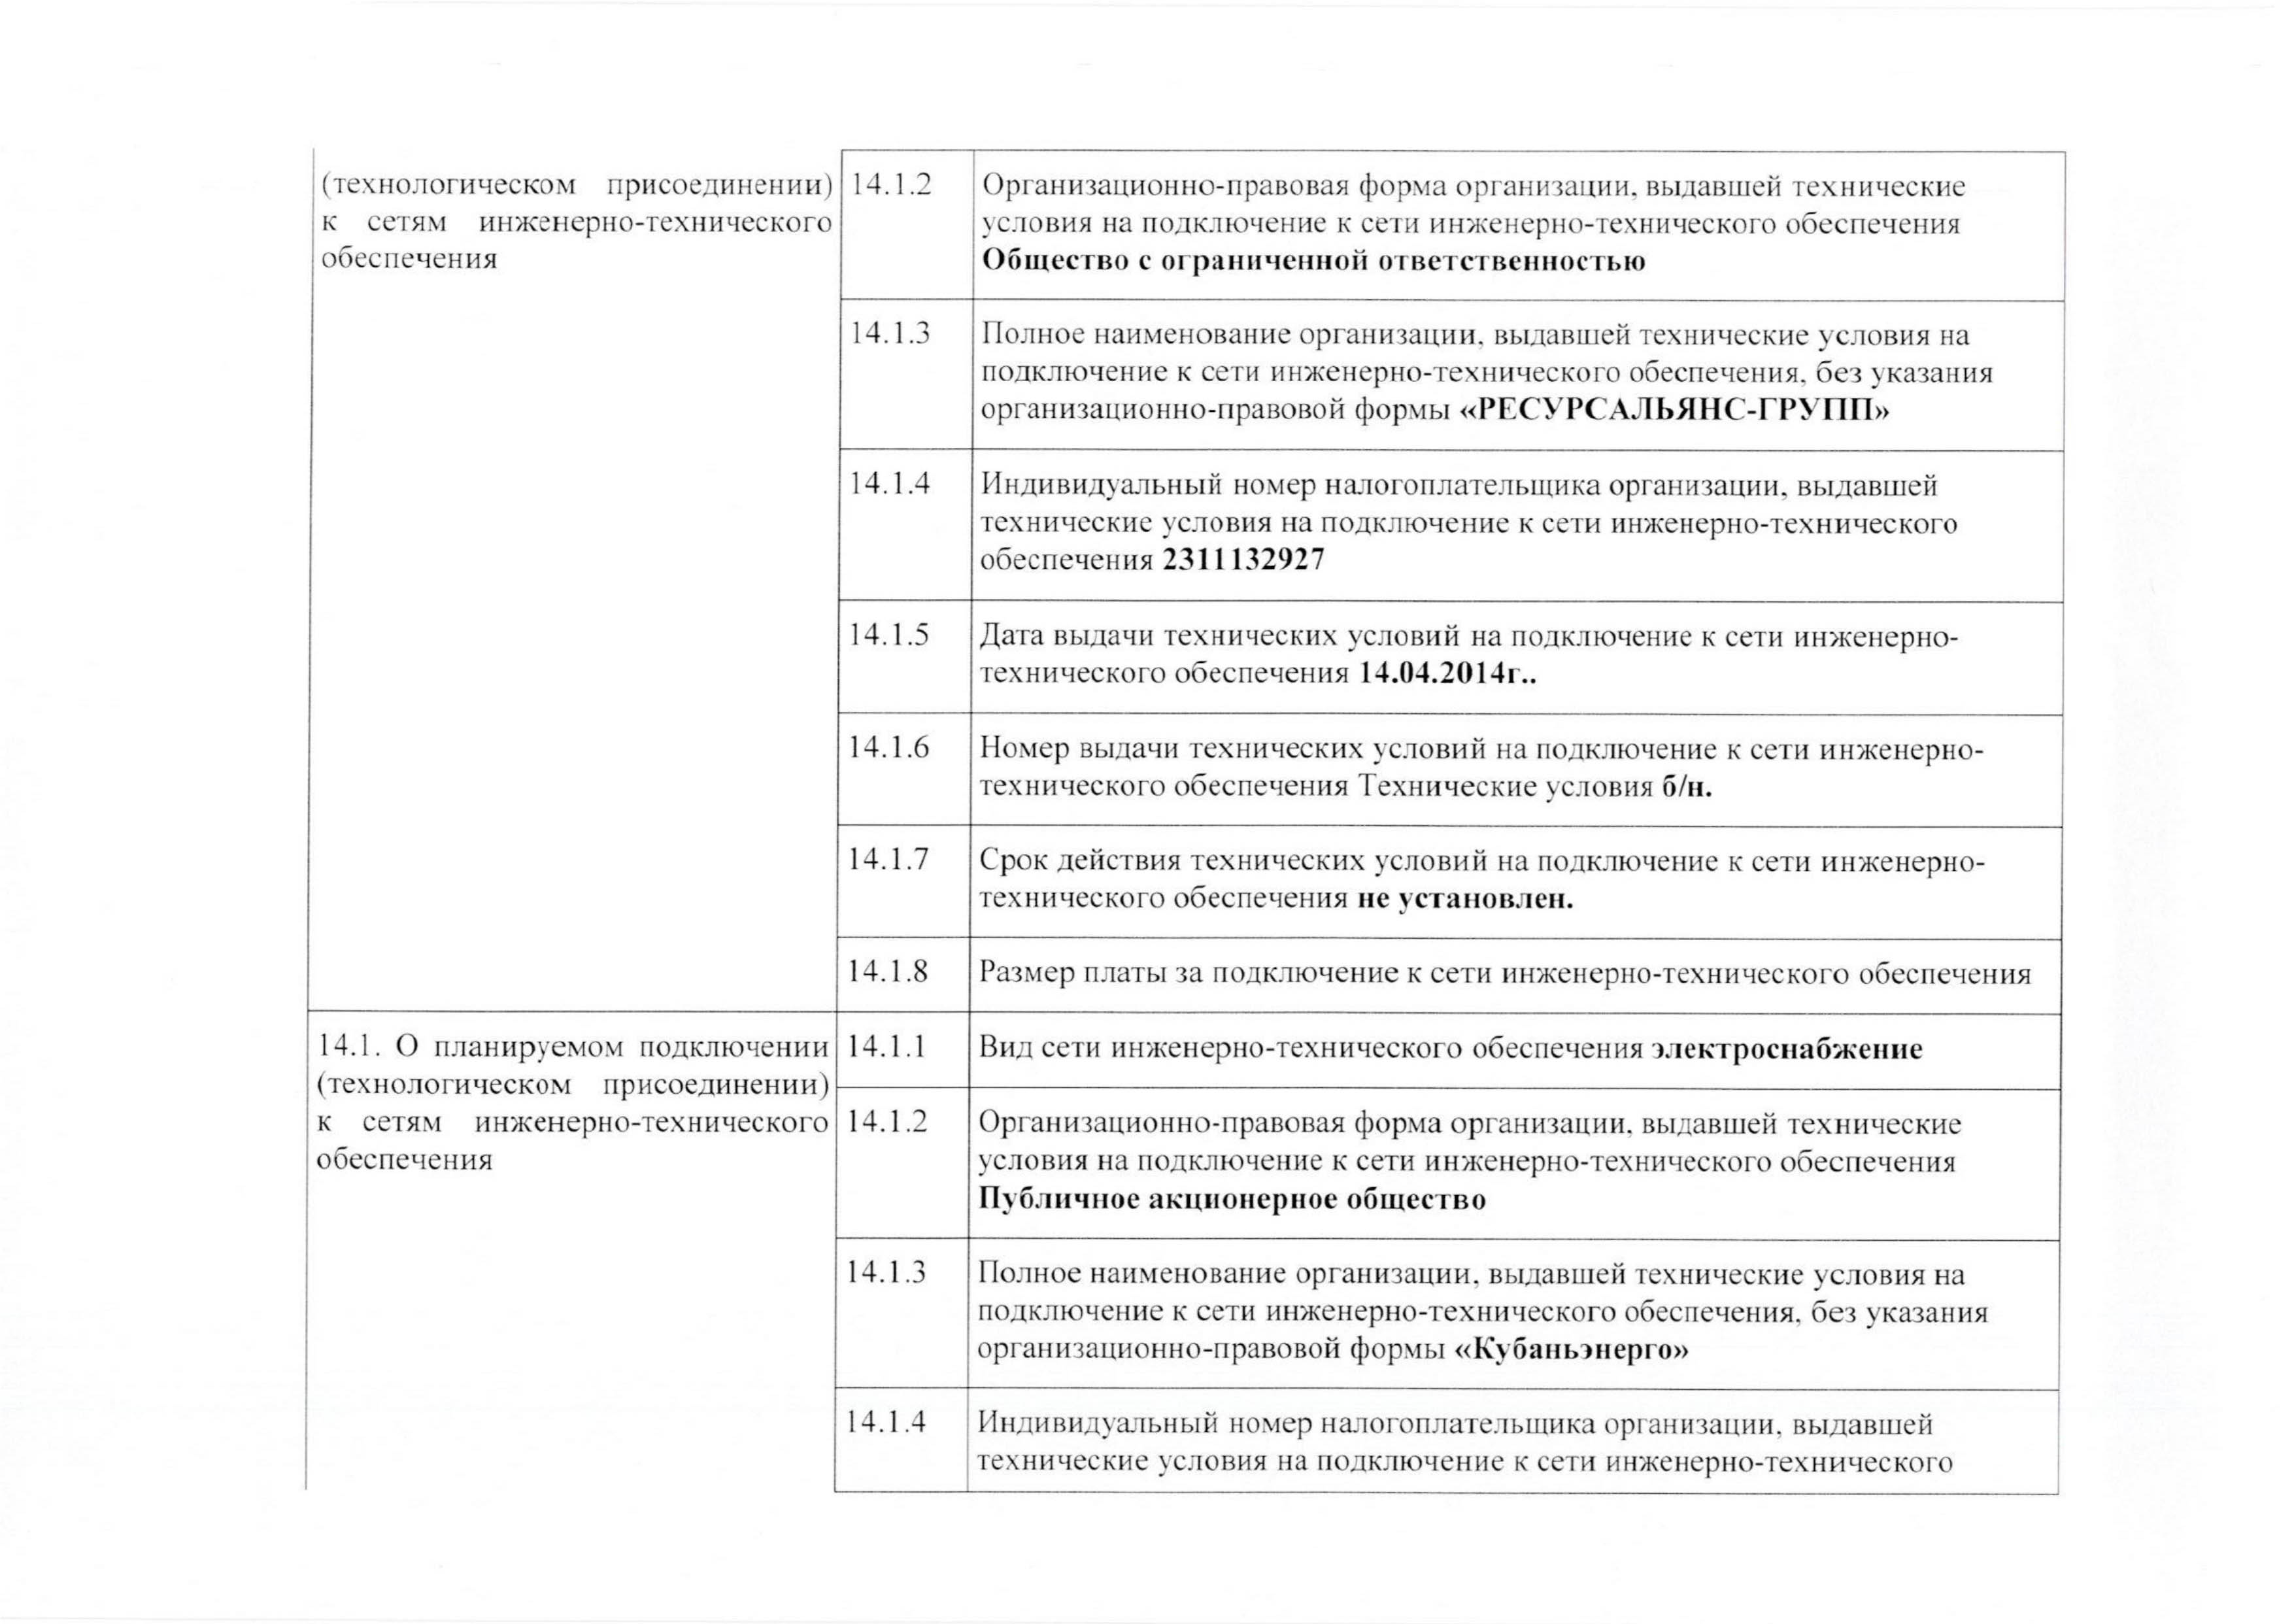 (технологическом присоединении)
к сетям инженерно-технического
обеспечения
14.1.2
Организационно-правовая форма организации, выдавшей технические
условия на подключение к сети инженерно-технического обеспечения
Общество с ограниченной ответственностью
14.1.3
Полное наименование организации, выдавшей технические условия на
подключение к сети инженерно-технического обеспечения, без указания
организационно-правовой формы «РЕСУРСАЛЬЯНС-ГРУПП»
14.1.4
Индивидуальный номер налогоплательщика организации, выдавшей
технические условия на подключение к сети инженерно-технического
обеспечения 2311132927
14.1.5
Дата выдачи технических условий на подключение к сети инженерно-
технического обеспечения 14.04.2014г..
14.1.6
Номер выдачи технических условий на подключение к сети инженерно-
технического обеспечения Технические условия б/н.
14.1.7
Срок действия технических условий на подключение к сети инженерно-
технического обеспечения не установлен.
14.1.8
Размер платы за подключение к сети инженерно-технического обеспечения
14.1. О планируемом подключении
(технологическом присоединении)
к сетям инженерно-технического
обеспечения
14.1.1
Вид сети инженерно-технического обеспечения электроснабжение
14.1.2
Организационно-правовая форма организации, выдавшей технические
условия на подключение к сети инженерно-технического обеспечения
Публичное акционерное общество
14.1.3
Полное наименование организации, выдавшей технические условия на
подключение к сети инженерно-технического обеспечения, без указания
организационно-правовой формы «Кубаньэнерго»
14.1.4
Индивидуальный номер налогоплательщика организации, выдавшей
технические условия на подключение к сети инженерно-технического